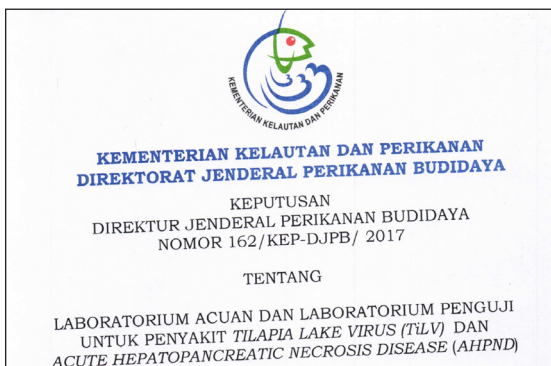 KEMENTERIAN KELAUTAN DAN PERIKANAN
KEMENTERIAN KELAUTAN DAN PERIKANAN
DIREKTORAT JENDERAL PERIKANAN BUDIDAYA
KEPUTUSAN
DIREKTUR JENDERAL PERIKANAN BUDIDAYA
NOMOR 162/KEP-DJPB/ 2017
TENTANG
LABORATORIUM ACUAN DAN LABORATORIUM PENGUJI
UNTUK PENYAKIT TILAPIA LAKE VIRUS (TiLV) DAN
ACUTE HEPATOPANCREATIC NECROSIS DISEASE (AHPND)